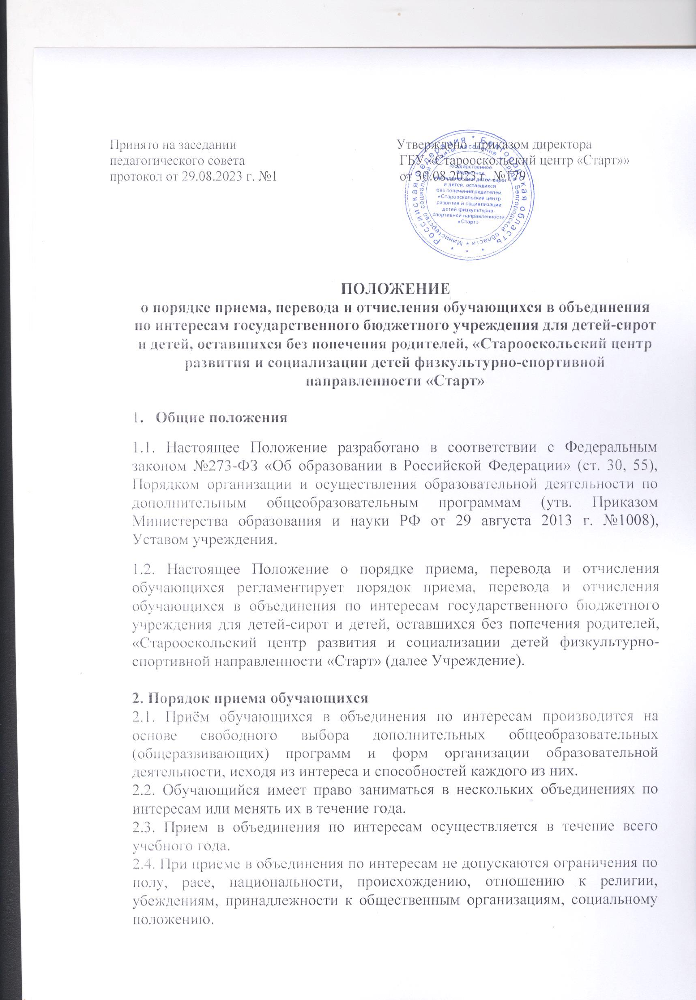 Принято на заседании
педагогического совета
протокол от 29.08.2023 г. №1
Утверждено приказом директора
ГБУ «Старооскольский центр «Старт»»
от 30.08.2023 г. №179
Российская Федерация * Белгородская область
Министерство социальной защиты населения и труда Белгородской области
государственное
бюджетное
учреждение для детей-сирот
и детей, оставшихся
без попечения родителей,
«Старооскольский центр
развития и социализации
детей физкультурно-
спортивной направленности
«Старт»
ПОЛОЖЕНИЕ
о порядке приема, перевода и отчисления обучающихся в объединения
по интересам государственного бюджетного учреждения для детей-сирот
и детей, оставшихся без попечения родителей, «Старооскольский центр
развития и социализации детей физкультурно-спортивной
направленности «Старт»
1. Общие положения
1.1. Настоящее Положение разработано в соответствии с Федеральным
законом №273-ФЗ «Об образовании в Российской Федерации» (ст. 30, 55),
Порядком организации и осуществления образовательной деятельности по
дополнительным общеобразовательным программам (утв. Приказом
Министерства образования и науки РФ от 29 августа 2013 г. №1008),
Уставом учреждения.
1.2. Настоящее Положение о порядке приема, перевода и отчисления
обучающихся регламентирует порядок приема, перевода и отчисления
обучающихся в объединения по интересам государственного бюджетного
учреждения для детей-сирот и детей, оставшихся без попечения родителей,
«Старооскольский центр развития и социализации детей физкультурно-
спортивной направленности «Старт» (далее Учреждение).
2. Порядок приема обучающихся
2.1. Приём обучающихся в объединения по интересам производится на
основе свободного выбора дополнительных общеобразовательных
(общеразвивающих) программ и форм организации образовательной
деятельности, исходя из интереса и способностей каждого из них.
2.2. Обучающийся имеет право заниматься в нескольких объединениях по
интересам или менять их в течение года.
2.3. Прием в объединения по интересам осуществляется в течение всего
учебного года.
2.4. При приеме в объединения по интересам не допускаются ограничения по
полу, расе, национальности, происхождению, отношению к религии,
убеждениям, принадлежности к общественным организациям, социальному
положению.